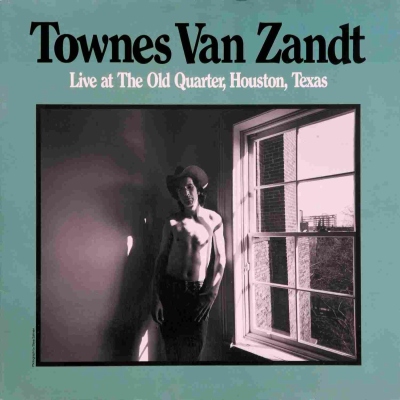 Townes Van Zandt
Live at The Old Quarter, Houston, Texas